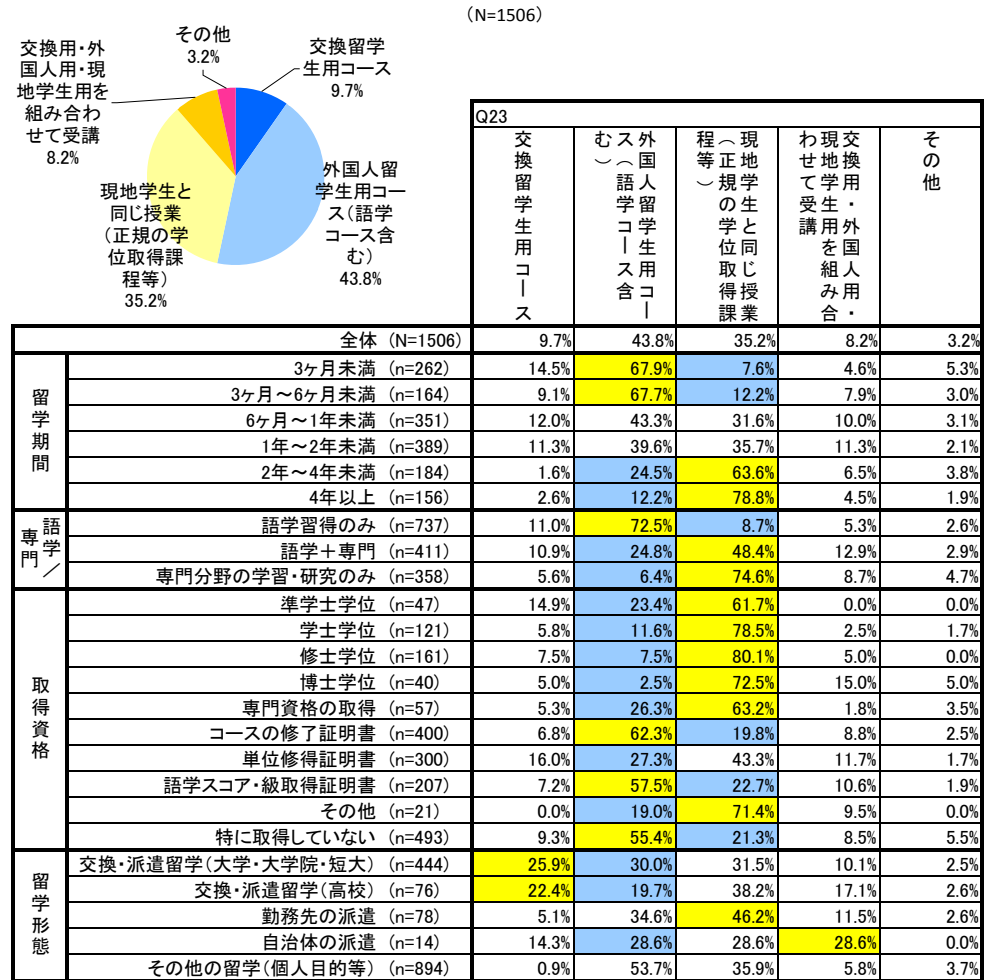 （N=1506）
交換用・外
国人用・現
地学生用を
組み合わ
せて受講
8.2%
その他
3.2%
交換留学
生用コース
9.7%
外国人留
学生用コー
ス(語学
コース含
む)
43.8%
現地学生と
同じ授業
（正規の学
位取得課
程等）
35.2%
Q23
交換留学生用コース
外国人留学生用コー
ス（語学コース含
む）
現地学生と同じ授業
（正規の学位取得課
程等）
交換用・外国人用・
現地学生用を組み合
わせて受講
その他
全体 (N=1506) 9.7% 43.8% 35.2% 8.2% 3.2%
留学期間
3ヶ月未満 (n=262) 14.5% 67.9% 7.6% 4.6% 5.3%
3ヶ月～6ヶ月未満 (n=164) 9.1% 67.7% 12.2% 7.9% 3.0%
6ヶ月～1年未満 (n=351) 12.0% 43.3% 31.6% 10.0% 3.1%
1年～2年未満 (n=389) 11.3% 39.6% 35.7% 11.3% 2.1%
2年～4年未満 (n=184) 1.6% 24.5% 63.6% 6.5% 3.8%
4年以上 (n=156) 2.6% 12.2% 78.8% 4.5% 1.9%
語学／
専門
語学習得のみ (n=737) 11.0% 72.5% 8.7% 5.3% 2.6%
語学＋専門 (n=411) 10.9% 24.8% 48.4% 12.9% 2.9%
専門分野の学習・研究のみ (n=358) 5.6% 6.4% 74.6% 8.7% 4.7%
取得資格
準学士学位 (n=47) 14.9% 23.4% 61.7% 0.0% 0.0%
学士学位 (n=121) 5.8% 11.6% 78.5% 2.5% 1.7%
修士学位 (n=161) 7.5% 7.5% 80.1% 5.0% 0.0%
博士学位 (n=40) 5.0% 2.5% 72.5% 15.0% 5.0%
専門資格の取得 (n=57) 5.3% 26.3% 63.2% 1.8% 3.5%
コースの修了証明書 (n=400) 6.8% 62.3% 19.8% 8.8% 2.5%
単位修得証明書 (n=300) 16.0% 27.3% 43.3% 11.7% 1.7%
語学スコア・級取得証明書 (n=207) 7.2% 57.5% 22.7% 10.6% 1.9%
その他 (n=21) 0.0% 19.0% 71.4% 9.5% 0.0%
特に取得していない (n=493) 9.3% 55.4% 21.3% 8.5% 5.5%
留学形態
交換・派遣留学(大学・大学院・短大) (n=444) 25.9% 30.0% 31.5% 10.1% 2.5%
交換・派遣留学(高校) (n=76) 22.4% 19.7% 38.2% 17.1% 2.6%
勤務先の派遣 (n=78) 5.1% 34.6% 46.2% 11.5% 2.6%
自治体の派遣 (n=14) 14.3% 28.6% 28.6% 28.6% 0.0%
その他の留学(個人目的等) (n=894) 0.9% 53.7% 35.9% 5.8% 3.7%